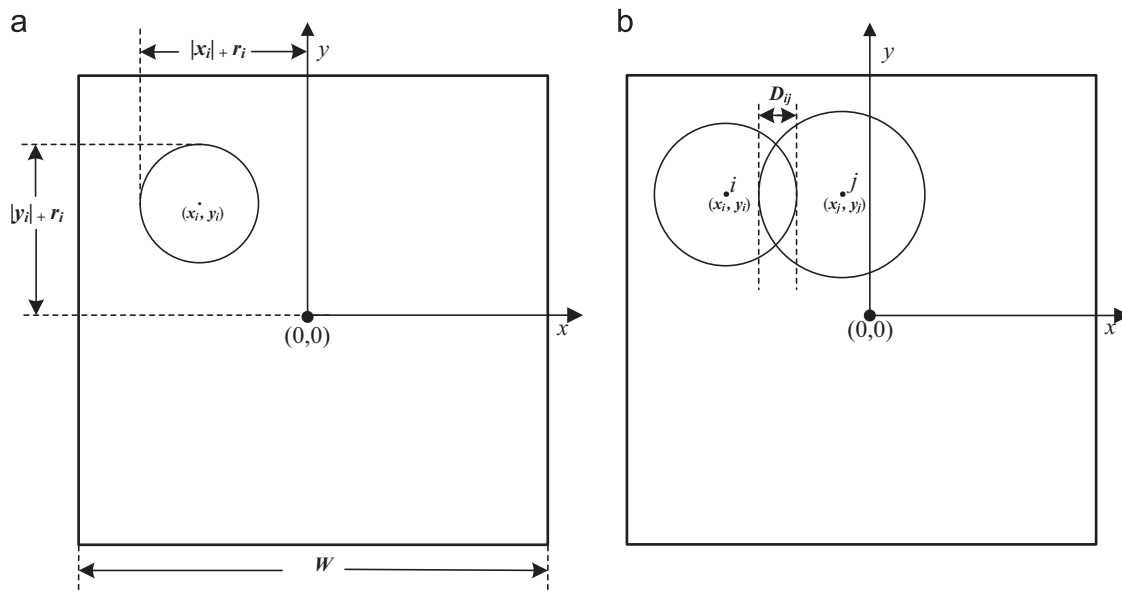 a
|xᵢ| + rᵢ
y
|yᵢ| + rᵢ
(xᵢ, yᵢ)
x
(0,0)
W
b
y
Dᵢⱼ
i
(xᵢ, yᵢ)
j
(xⱼ, yⱼ)
x
(0,0)